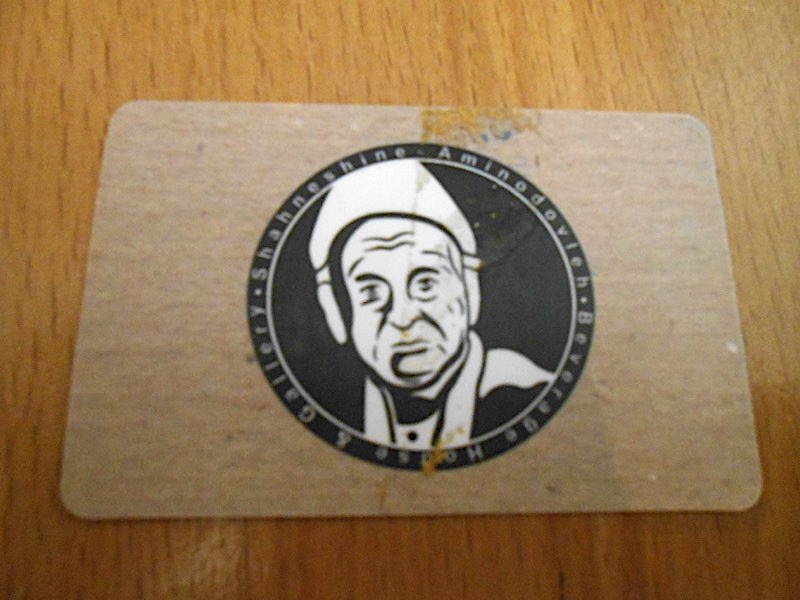 Shahneshine - Aminodovleh • Beverage House & Gallery •